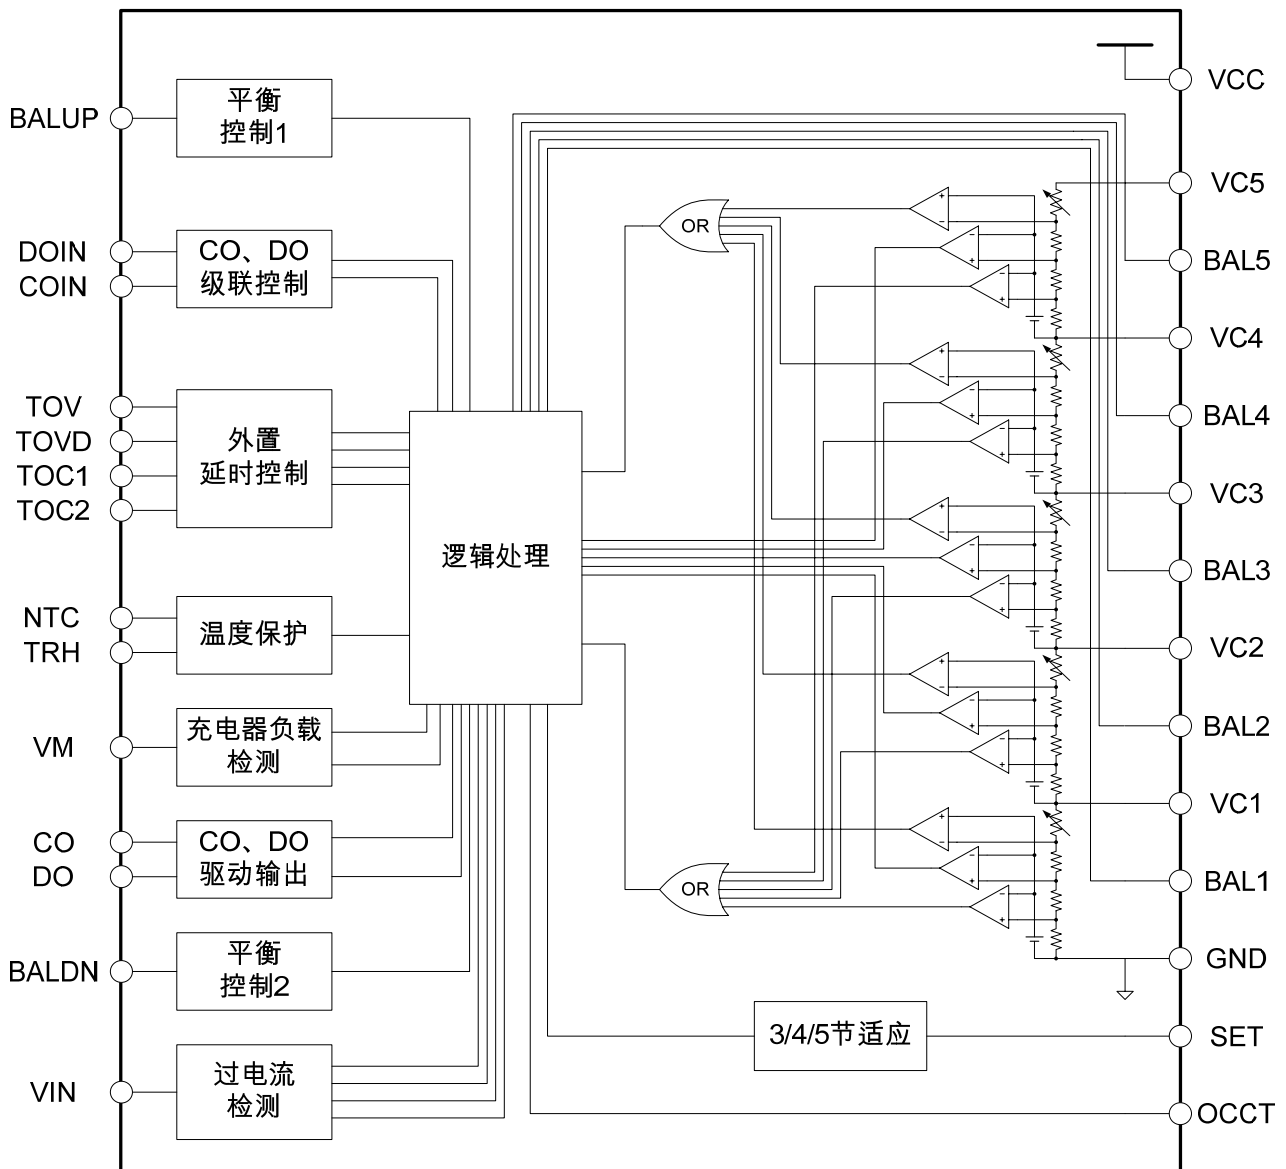 BALUP
平衡
控制1
DOIN
COIN
CO、DO
级联控制
TOV
TOVD
TOC1
TOC2
外置
延时控制
NTC
TRH
温度保护
VM
充电器负载
检测
CO
DO
CO、DO
驱动输出
BALDN
平衡
控制2
VIN
过电流
检测
逻辑处理
OR
OR
3/4/5节适应
VCC
VC5
BAL5
VC4
BAL4
VC3
BAL3
VC2
BAL2
VC1
BAL1
GND
SET
OCCT